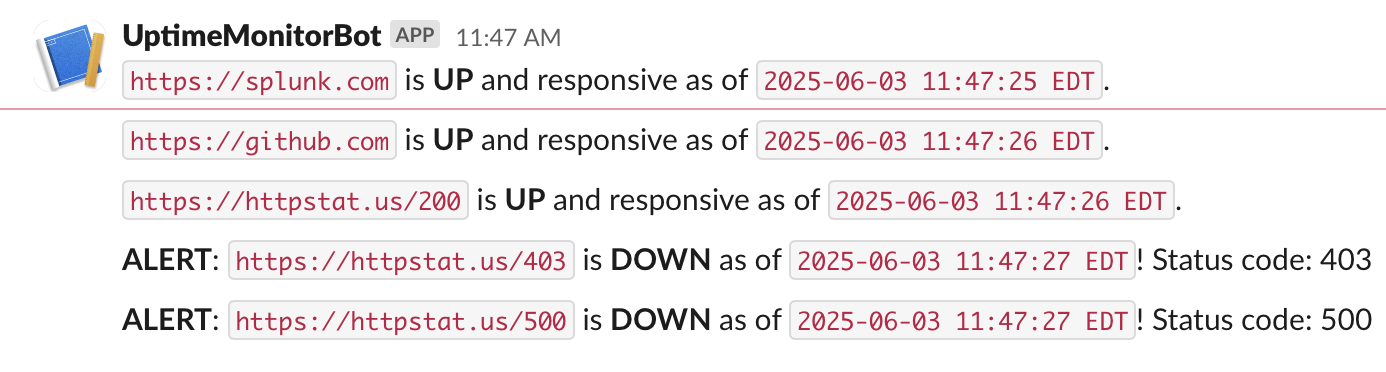 UptimeMonitorBot APP 11:47 AM
https://splunk.com is UP and responsive as of 2025-06-03 11:47:25 EDT.
https://github.com is UP and responsive as of 2025-06-03 11:47:26 EDT.
https://httpstat.us/200 is UP and responsive as of 2025-06-03 11:47:26 EDT.
ALERT: https://httpstat.us/403 is DOWN as of 2025-06-03 11:47:27 EDT! Status code: 403
ALERT: https://httpstat.us/500 is DOWN as of 2025-06-03 11:47:27 EDT! Status code: 500